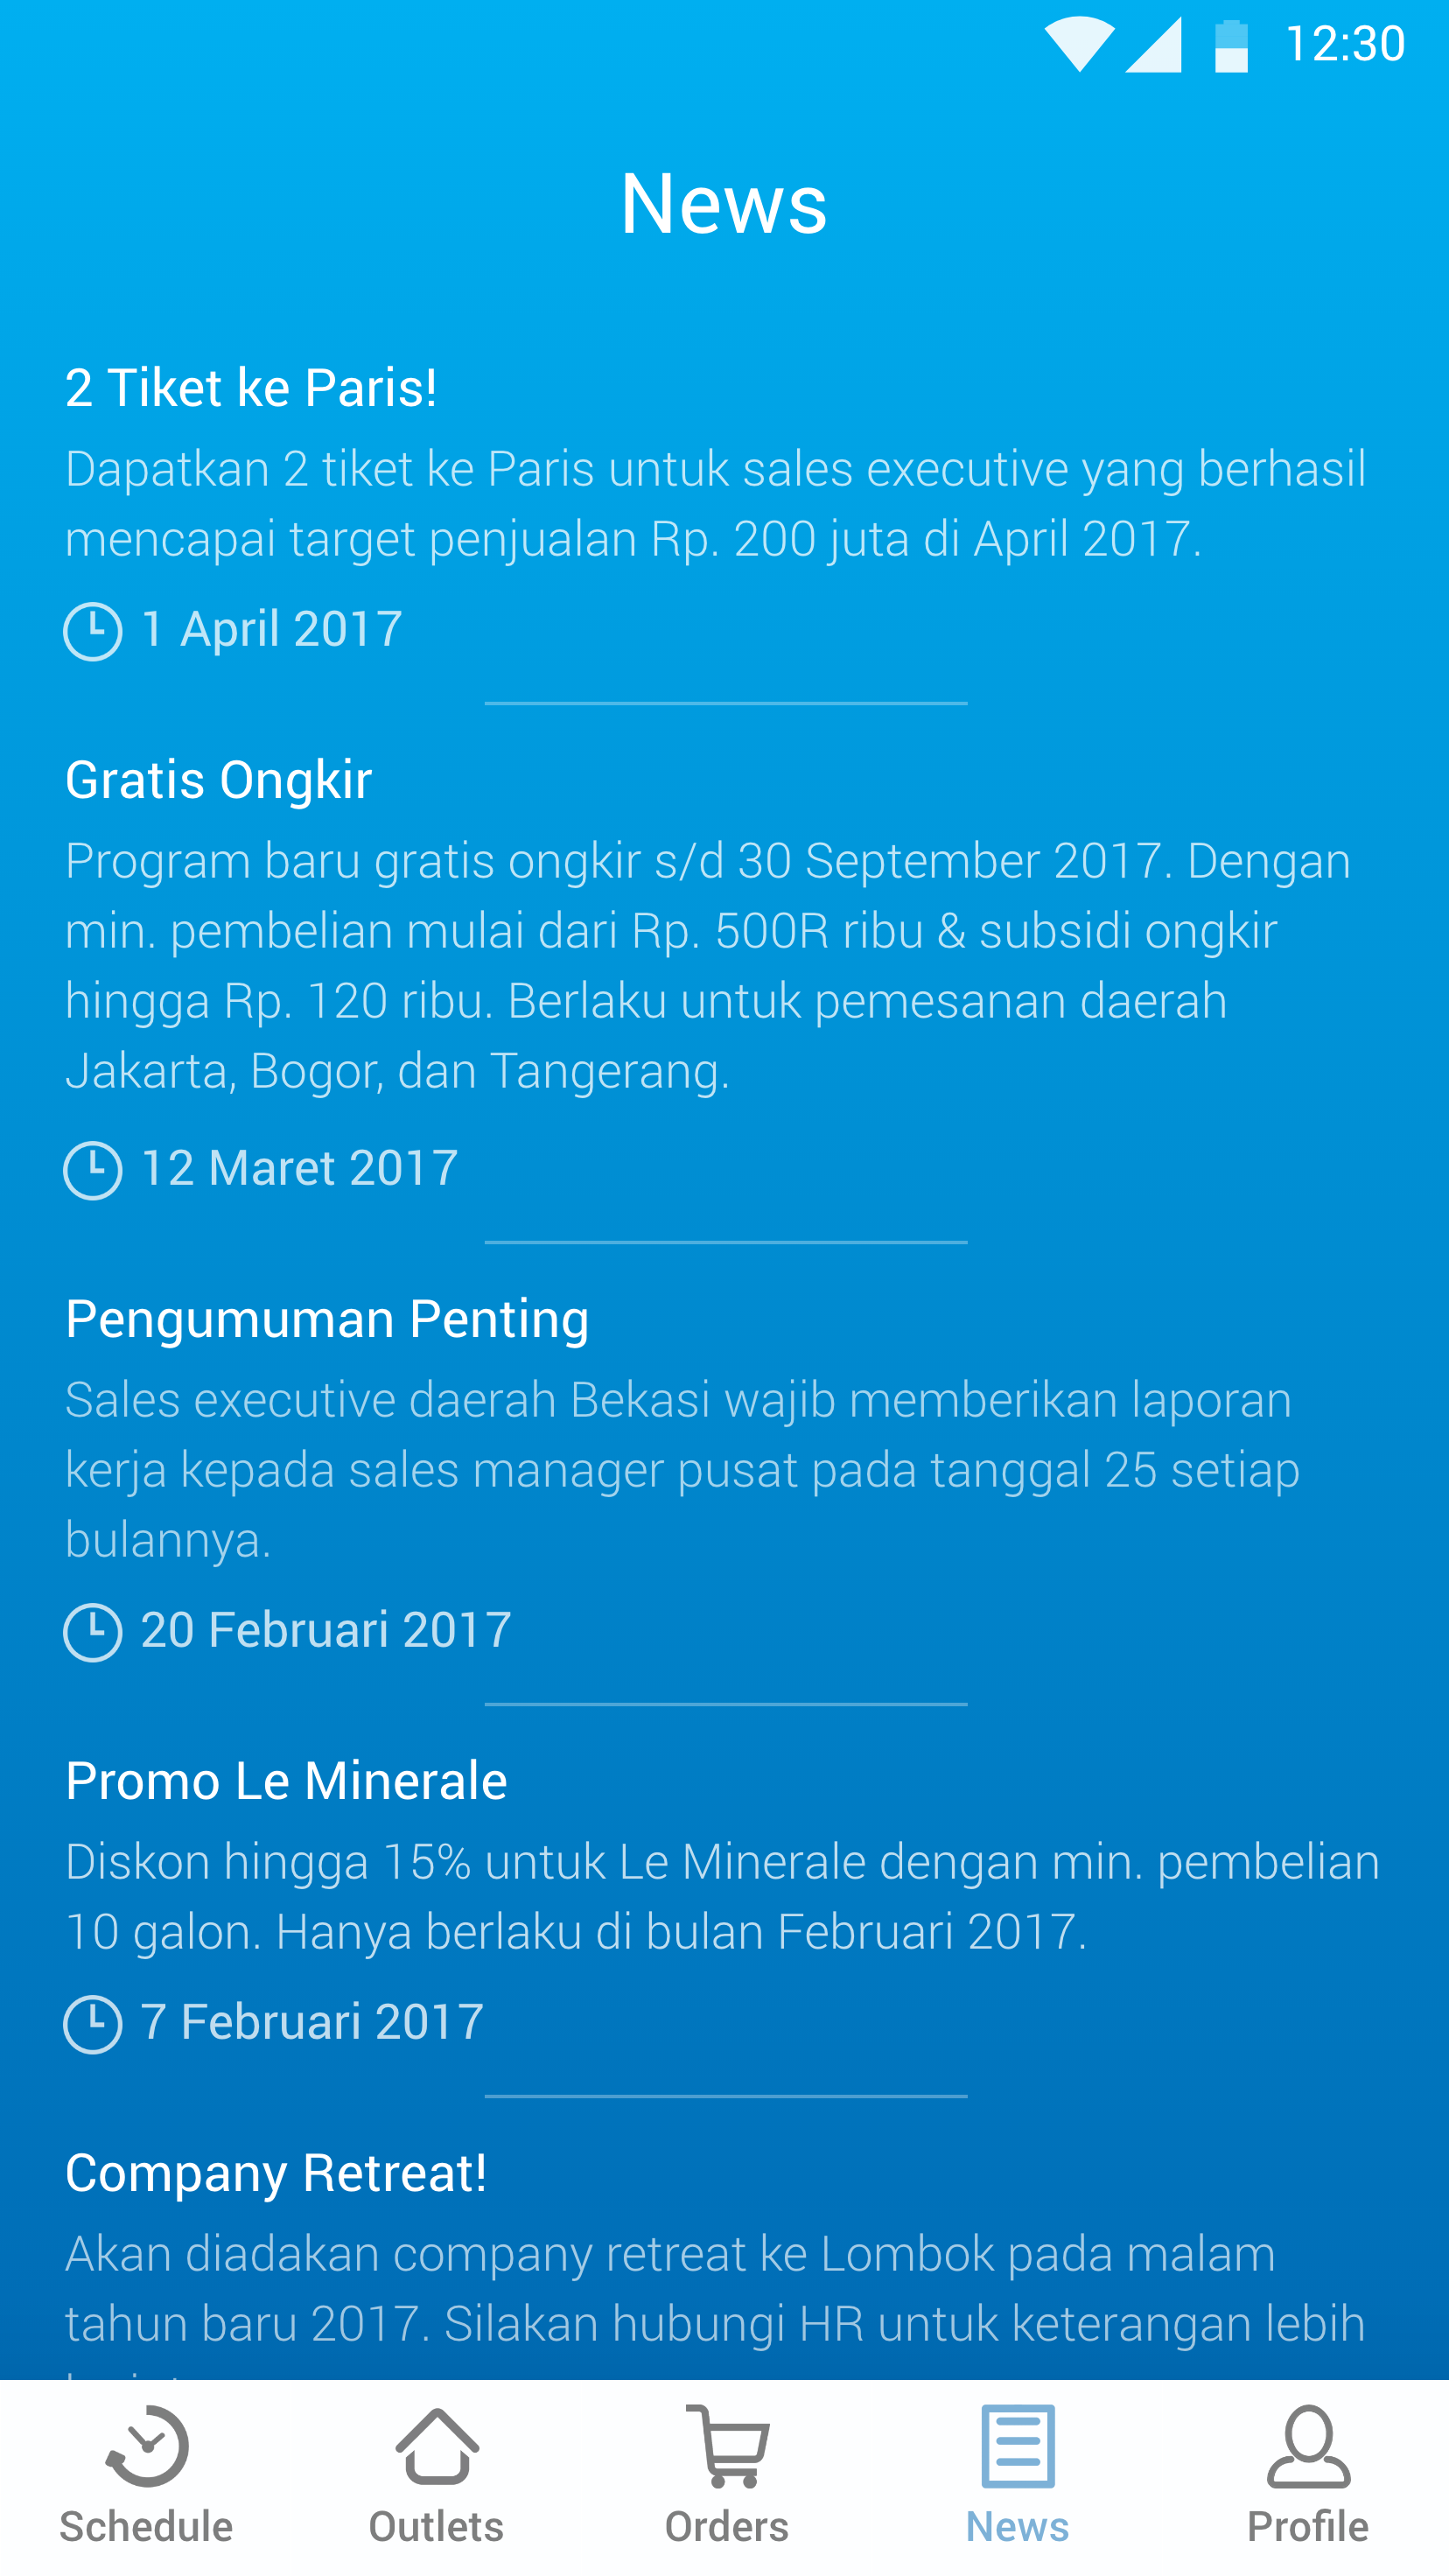 12:30
News
2 Tiket ke Paris!
Dapatkan 2 tiket ke Paris untuk sales executive yang berhasil
mencapai target penjualan Rp. 200 juta di April 2017.
1 April 2017
Gratis Ongkir
Program baru gratis ongkir s/d 30 September 2017. Dengan
min. pembelian mulai dari Rp. 500R ribu & subsidi ongkir
hingga Rp. 120 ribu. Berlaku untuk pemesanan daerah
Jakarta, Bogor, dan Tangerang.
12 Maret 2017
Pengumuman Penting
Sales executive daerah Bekasi wajib memberikan laporan
kerja kepada sales manager pusat pada tanggal 25 setiap
bulannya.
20 Februari 2017
Promo Le Minerale
Diskon hingga 15% untuk Le Minerale dengan min. pembelian
10 galon. Hanya berlaku di bulan Februari 2017.
7 Februari 2017
Company Retreat!
Akan diadakan company retreat ke Lombok pada malam
tahun baru 2017. Silakan hubungi HR untuk keterangan lebih
Schedule
Outlets
Orders
News
Profile